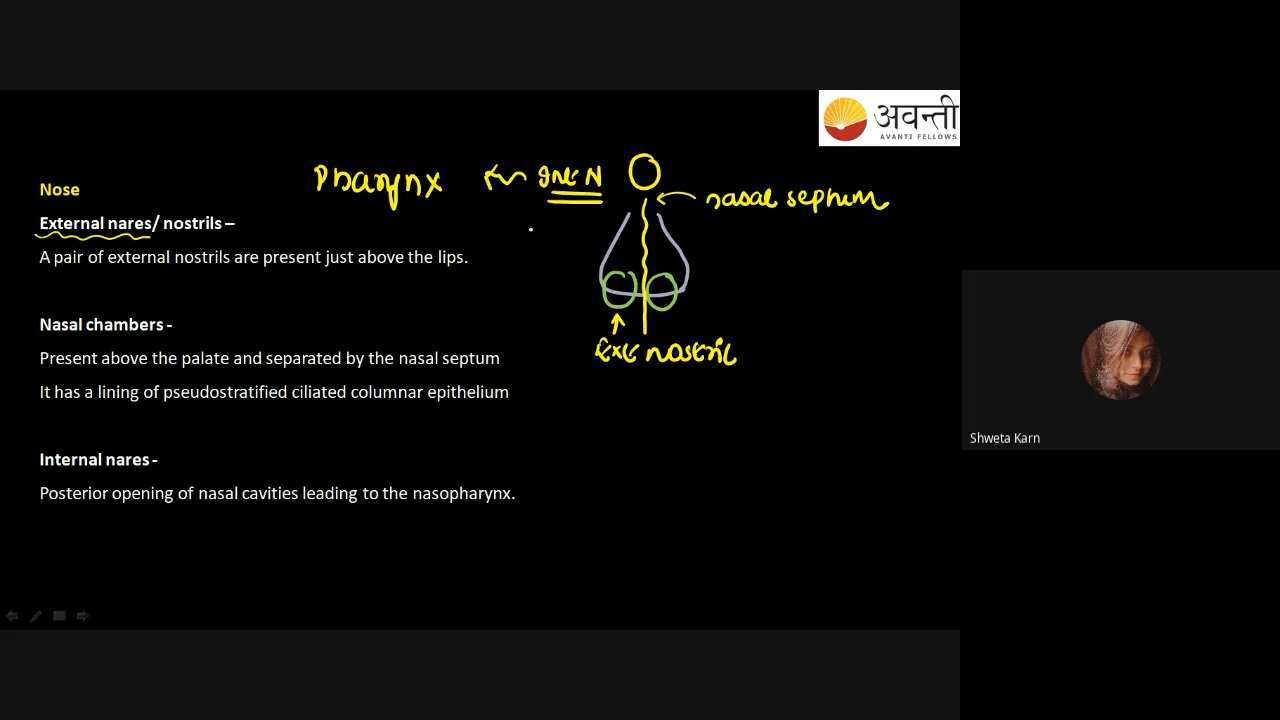 अवन्ती
AVANTI FELLOWS
Pharynx Int N
nasal septum
Nose
External nares/ nostrils –
A pair of external nostrils are present just above the lips.
Ext nostril
Nasal chambers -
Present above the palate and separated by the nasal septum
It has a lining of pseudostratified ciliated columnar epithelium
Internal nares -
Posterior opening of nasal cavities leading to the nasopharynx.
Shweta Karn